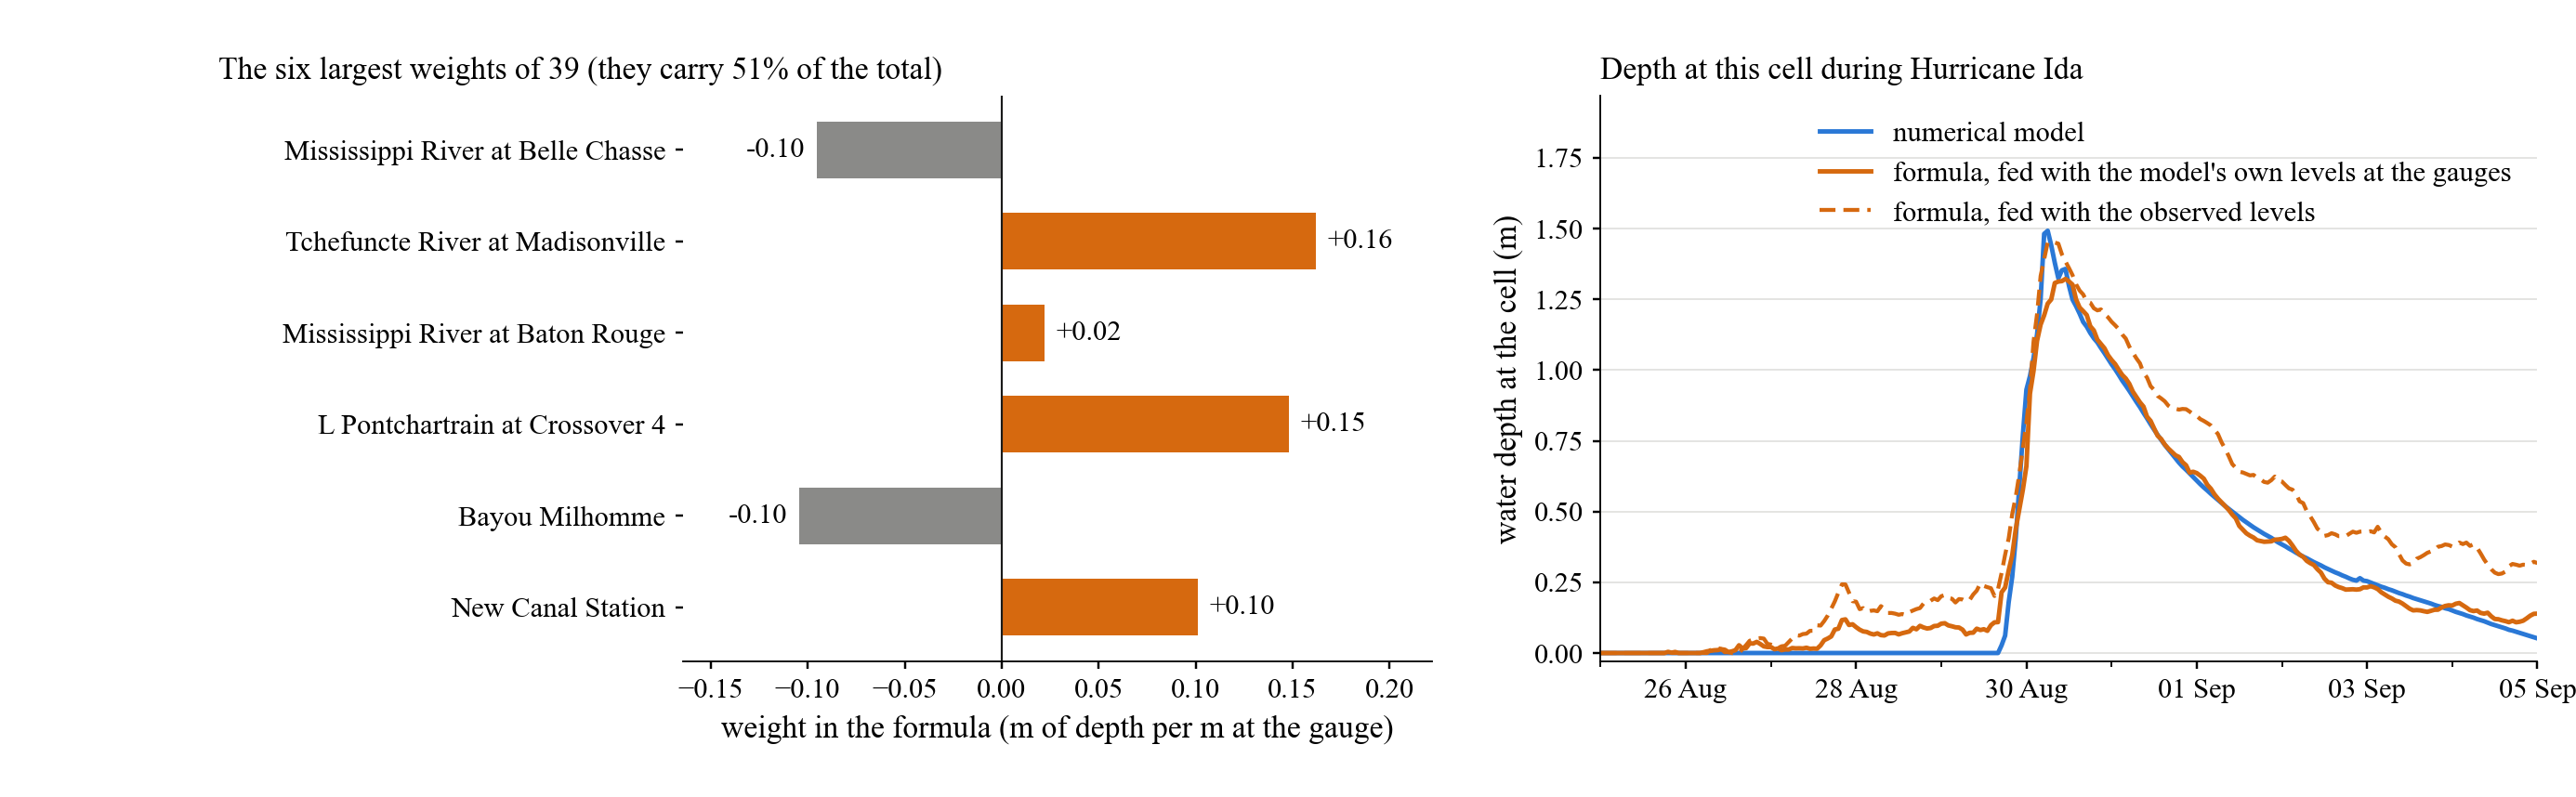 The six largest weights of 39 (they carry 51% of the total)
Mississippi River at Belle Chasse
-0.10
Tchefuncte River at Madisonville
+0.16
Mississippi River at Baton Rouge
+0.02
L Pontchartrain at Crossover 4
+0.15
Bayou Milhomme
-0.10
New Canal Station
+0.10
−0.15 −0.10 −0.05 0.00 0.05 0.10 0.15 0.20
weight in the formula (m of depth per m at the gauge)
Depth at this cell during Hurricane Ida
numerical model
formula, fed with the model's own levels at the gauges
formula, fed with the observed levels
water depth at the cell (m)
1.75
1.50
1.25
1.00
0.75
0.50
0.25
0.00
26 Aug 28 Aug 30 Aug 01 Sep 03 Sep 05 Sep